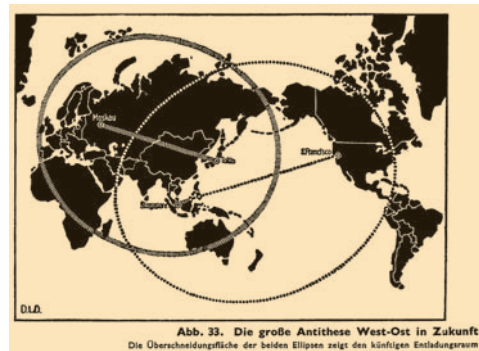 Moskau
S.Francisco
D.L.D.
Abb. 33. Die große Antithese West-Ost in Zukunft
Die Überschneidungsfläche der beiden Ellipsen zeigt den künftigen Entladungsraum